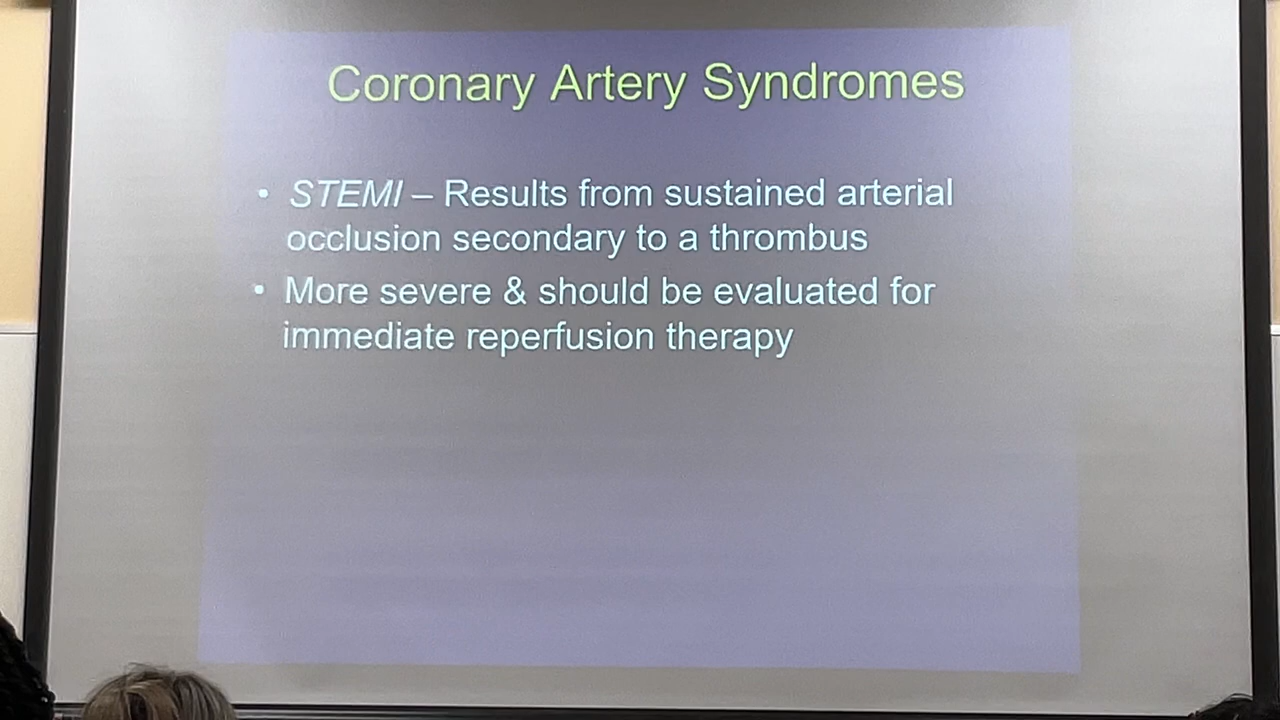 Coronary Artery Syndromes
• STEMI – Results from sustained arterial
occlusion secondary to a thrombus
• More severe & should be evaluated for
immediate reperfusion therapy